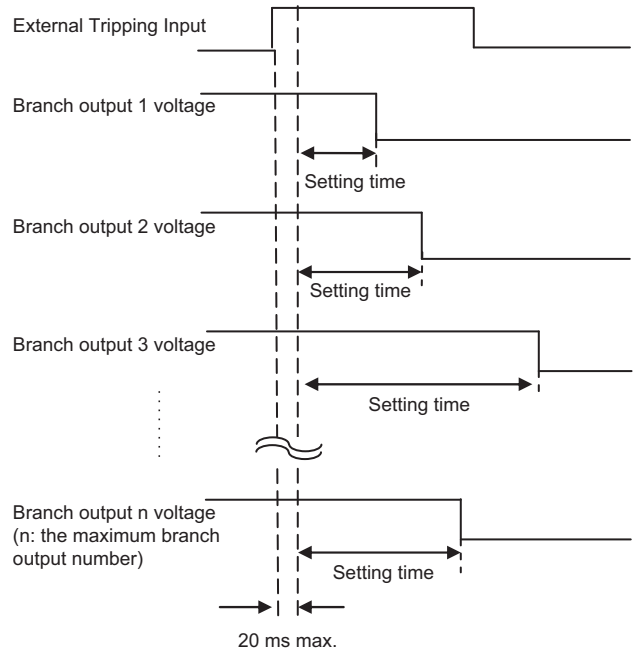 External Tripping Input
Branch output 1 voltage
Setting time
Branch output 2 voltage
Setting time
Branch output 3 voltage
Setting time
Branch output n voltage
(n: the maximum branch
output number)
Setting time
20 ms max.